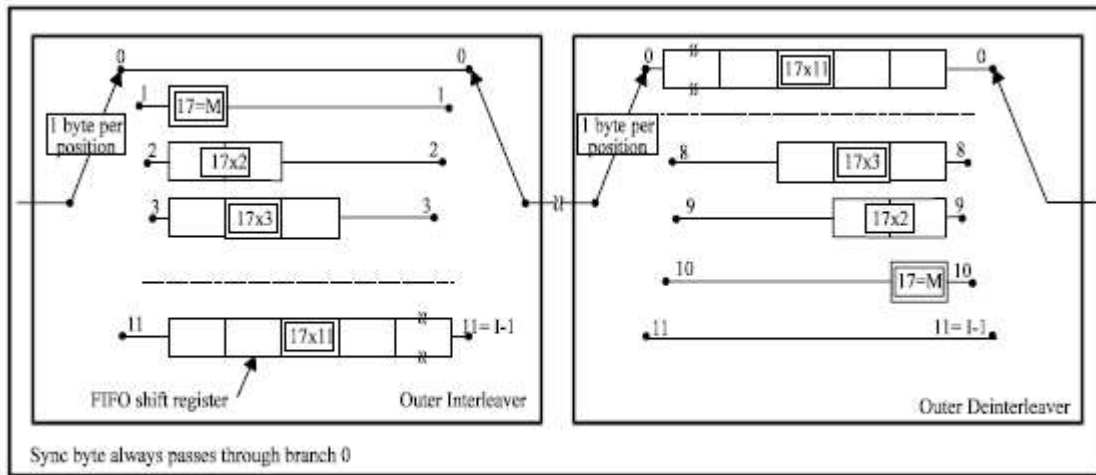 0
0
1
17=M
1
1 byte per
position
2
17x2
2
3
17x3
3
11
17x11
11= I-1
FIFO shift register
Outer Interleaver
0
17x11
0
1 byte per
position
8
17x3
8
9
17x2
9
10
17=M
10
11
11= I-1
Outer Deinterleaver
Sync byte always passes through branch 0